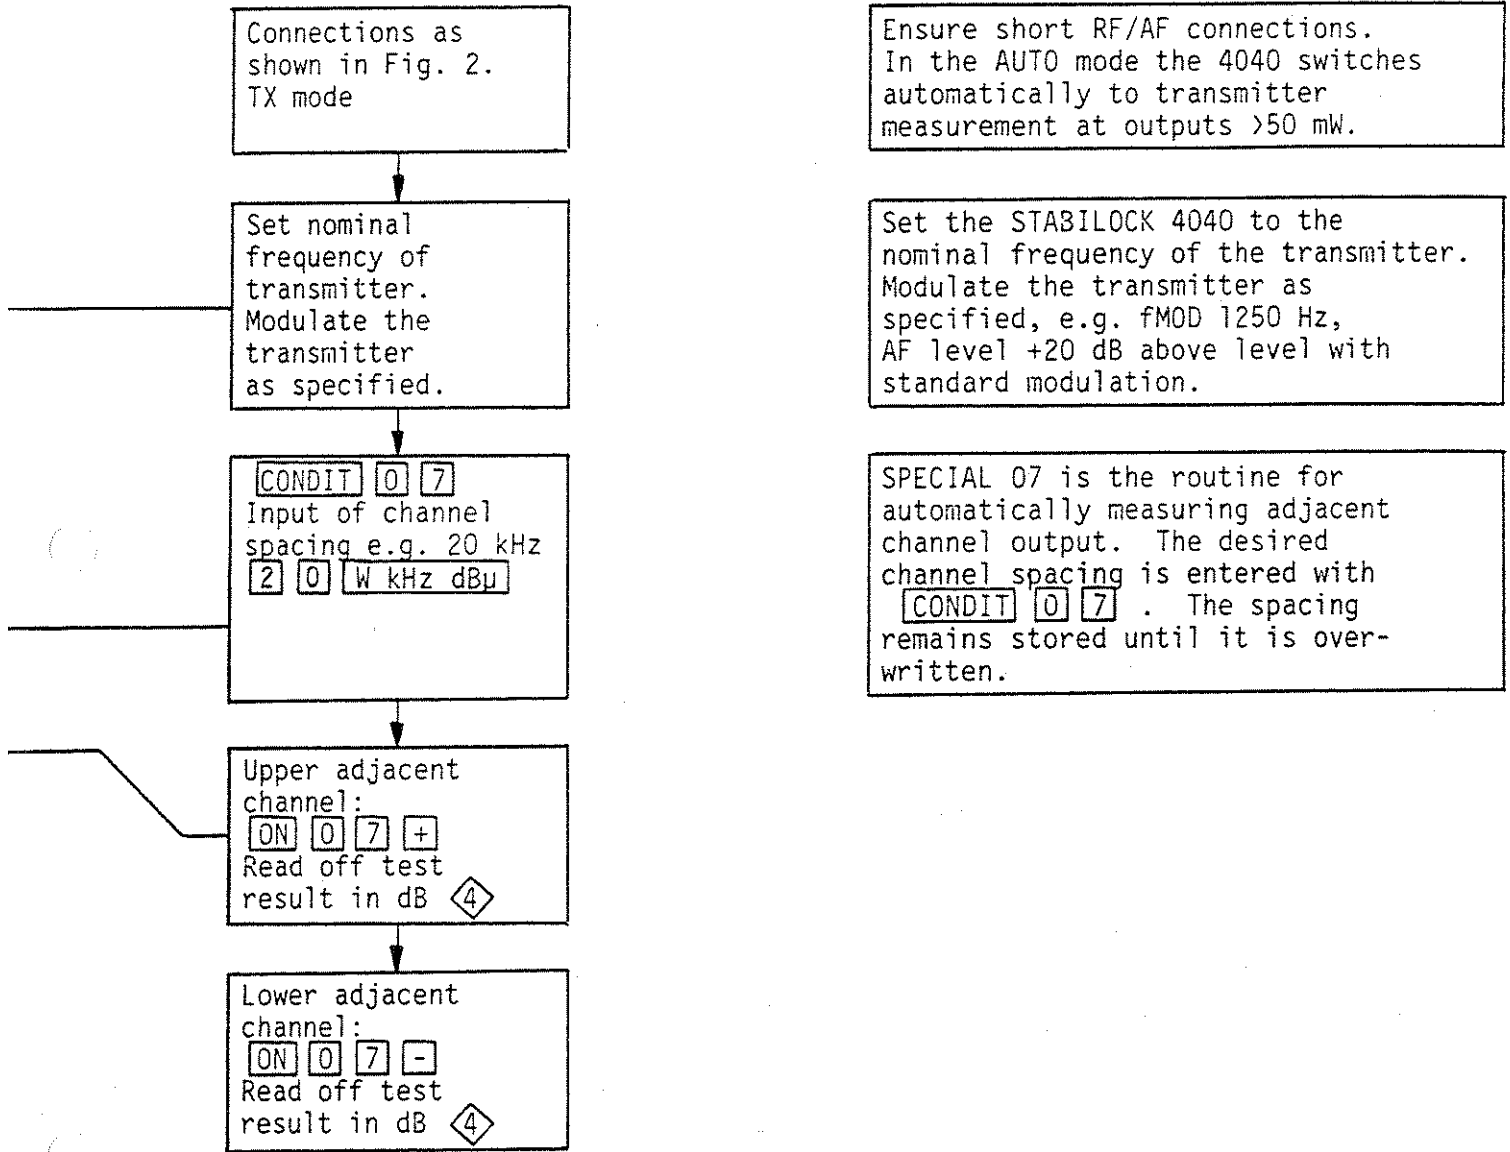 Connections as
shown in Fig. 2.
TX mode
Ensure short RF/AF connections.
In the AUTO mode the 4040 switches
automatically to transmitter
measurement at outputs >50 mW.
Set nominal
frequency of
transmitter.
Modulate the
transmitter
as specified.
Set the STABILOCK 4040 to the
nominal frequency of the transmitter.
Modulate the transmitter as
specified, e.g. fMOD 1250 Hz,
AF level +20 dB above level with
standard modulation.
CONDIT 0 7
Input of channel
spacing e.g. 20 kHz
2 0 W kHz dBµ
SPECIAL 07 is the routine for
automatically measuring adjacent
channel output. The desired
channel spacing is entered with
CONDIT 0 7 . The spacing
remains stored until it is over-
written.
Upper adjacent
channel:
ON 0 7 +
Read off test
result in dB 4
Lower adjacent
channel:
ON 0 7 -
Read off test
result in dB 4